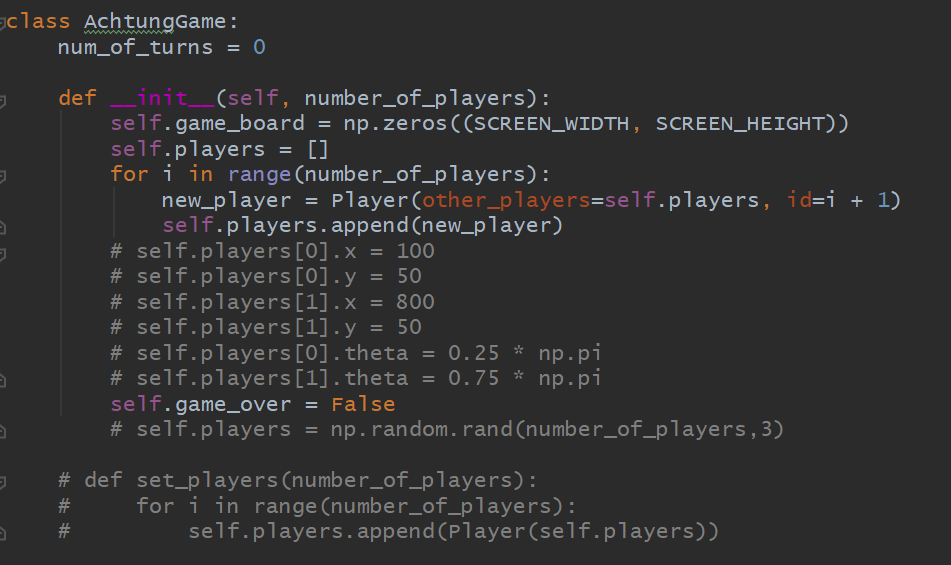 class AchtungGame:
    num_of_turns = 0

    def __init__(self, number_of_players):
        self.game_board = np.zeros((SCREEN_WIDTH, SCREEN_HEIGHT))
        self.players = []
        for i in range(number_of_players):
            new_player = Player(other_players=self.players, id=i + 1)
            self.players.append(new_player)
        # self.players[0].x = 100
        # self.players[0].y = 50
        # self.players[1].x = 800
        # self.players[1].y = 50
        # self.players[0].theta = 0.25 * np.pi
        # self.players[1].theta = 0.75 * np.pi
        self.game_over = False
        # self.players = np.random.rand(number_of_players,3)

    # def set_players(number_of_players):
    #     for i in range(number_of_players):
    #         self.players.append(Player(self.players))